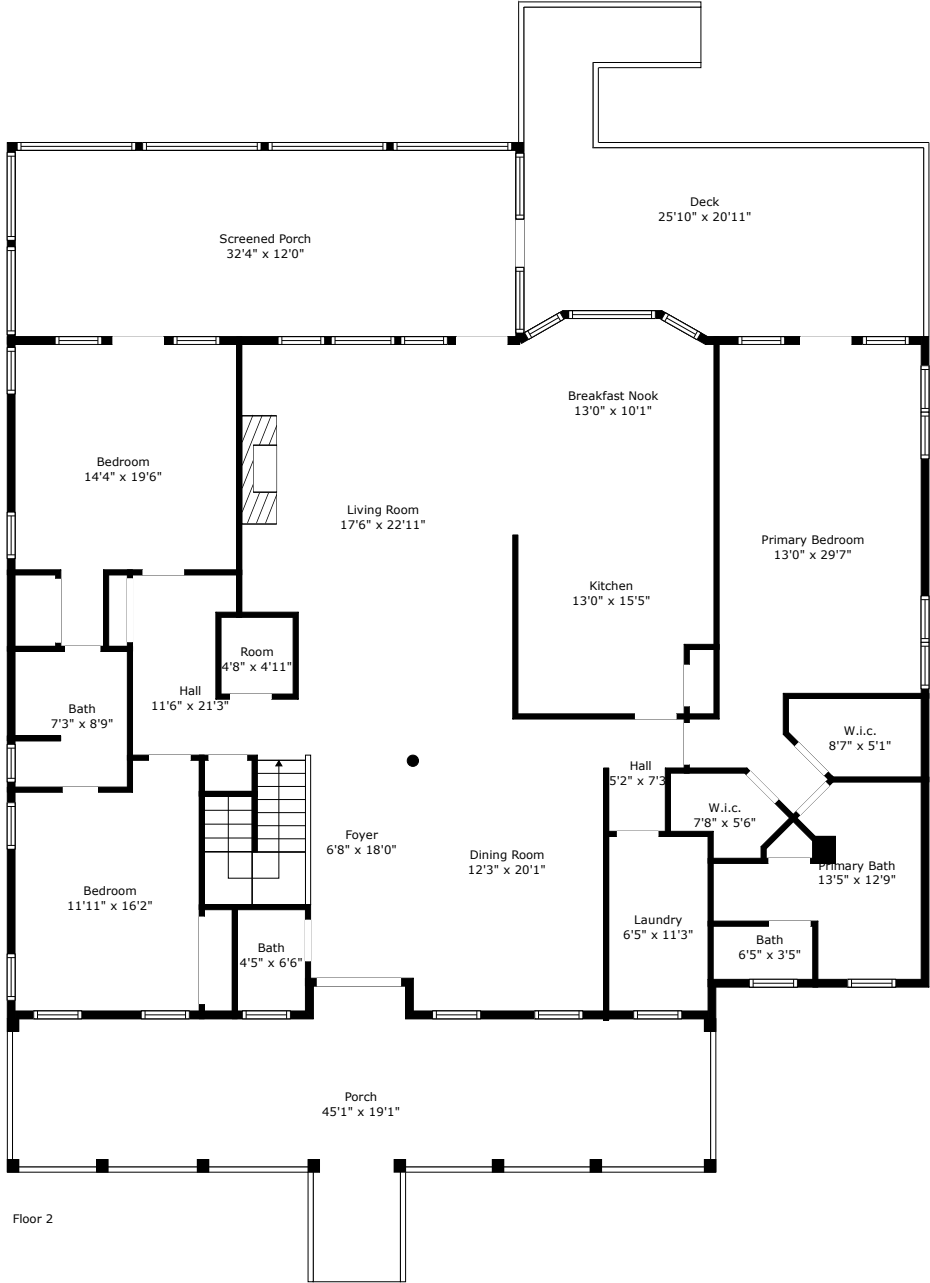 Deck
25'10" x 20'11"
Screened Porch
32'4" x 12'0"
Breakfast Nook
13'0" x 10'1"
Bedroom
14'4" x 19'6"
Living Room
17'6" x 22'11"
Primary Bedroom
13'0" x 29'7"
Kitchen
13'0" x 15'5"
Room
4'8" x 4'11"
Hall
11'6" x 21'3"
Bath
7'3" x 8'9"
W.i.c.
8'7" x 5'1"
Hall
5'2" x 7'3
W.i.c.
7'8" x 5'6"
Foyer
6'8" x 18'0"
Dining Room
12'3" x 20'1"
Primary Bath
13'5" x 12'9"
Bedroom
11'11" x 16'2"
Laundry
6'5" x 11'3"
Bath
4'5" x 6'6"
Bath
6'5" x 3'5"
Porch
45'1" x 19'1"
Floor 2